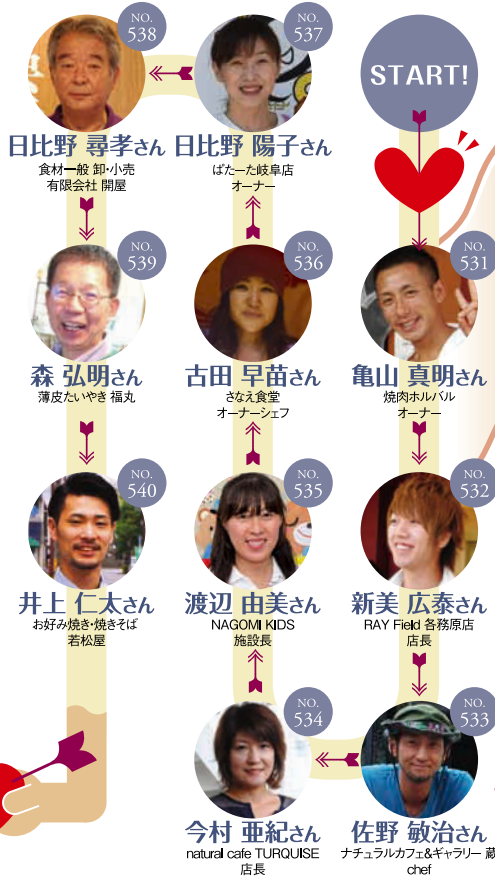 START!
NO.
531
亀山 真明さん
焼肉ホルバル
オーナー
NO.
532
新美 広泰さん
RAY Field 各務原店
店長
NO.
533
佐野 敏治さん
ナチュラルカフェ&ギャラリー 蔵
chef
NO.
534
今村 亜紀さん
natural cafe TURQUISE
店長
NO.
535
渡辺 由美さん
NAGOMI KIDS
施設長
NO.
536
古田 早苗さん
さなえ食堂
オーナーシェフ
NO.
537
日比野 陽子さん
ぱたーた岐阜店
オーナー
NO.
538
日比野 尋孝さん
食材一般 卸・小売
有限会社 開屋
NO.
539
森 弘明さん
薄皮たいやき 福丸
NO.
540
井上 仁太さん
お好み焼き・焼きそば
若松屋